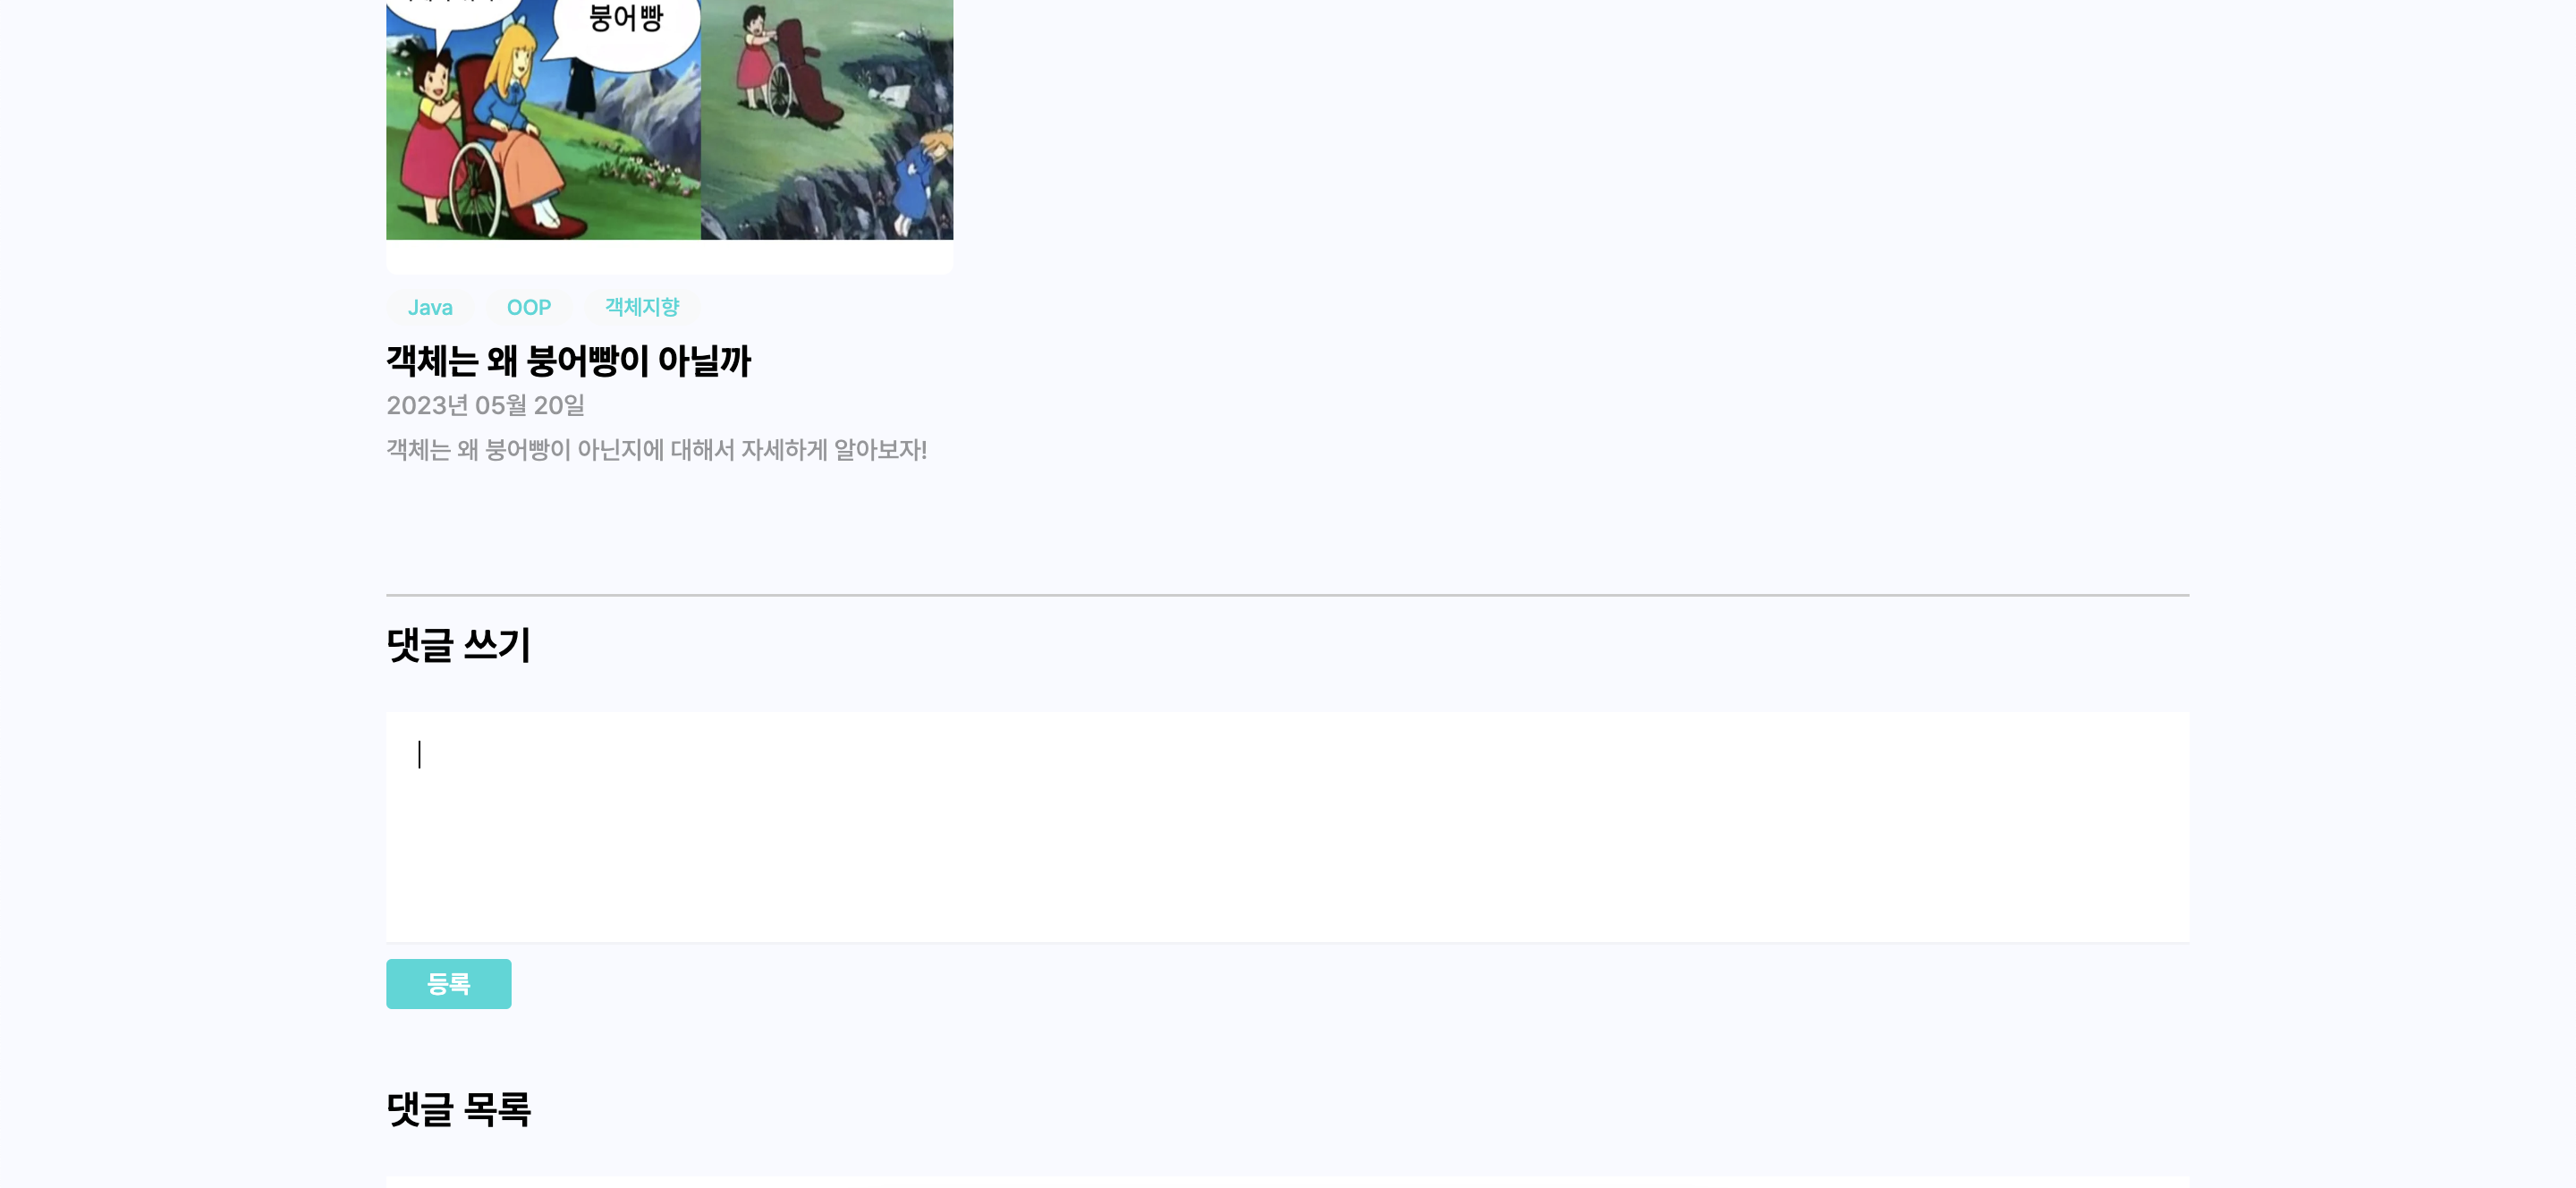 붕어빵
Java OOP 객체지향
객체는 왜 붕어빵이 아닐까
2023년 05월 20일
객체는 왜 붕어빵이 아닌지에 대해서 자세하게 알아보자!
댓글 쓰기
등록
댓글 목록